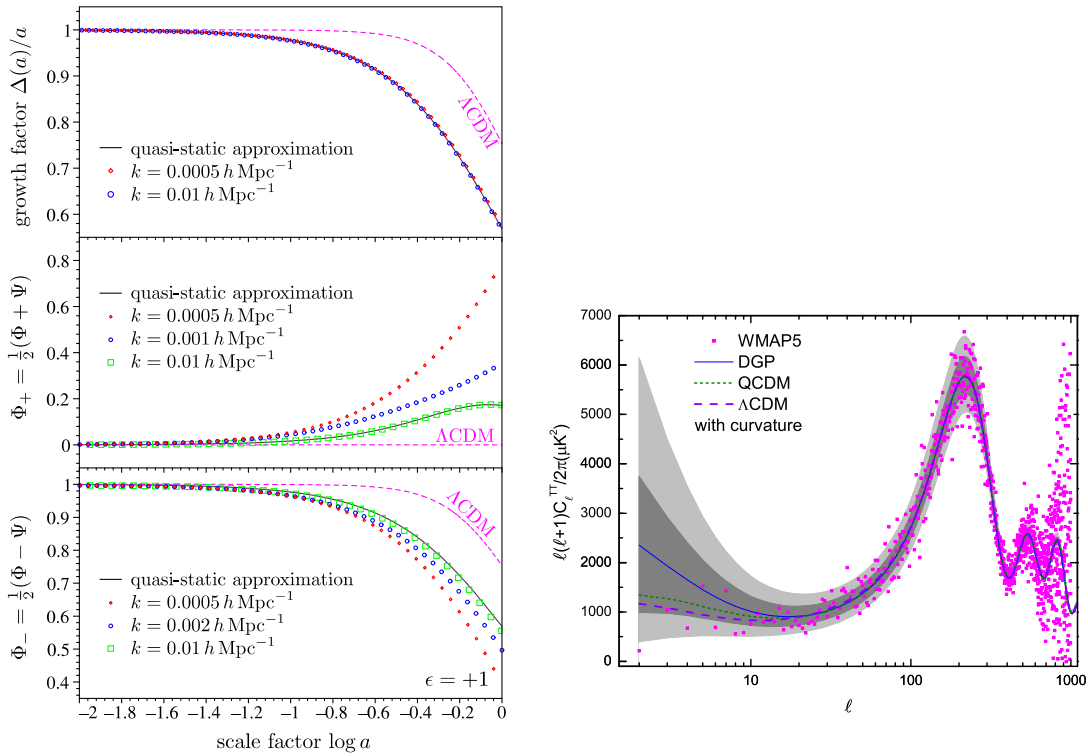 growth factor Δ(a)/a
1
0.9
0.8
0.7
0.6
ΛCDM
quasi-static approximation
k = 0.0005 h Mpc⁻¹
k = 0.01 h Mpc⁻¹
Φ₊ = ½(Φ + Ψ)
0.8
0.6
0.4
0.2
0
quasi-static approximation
k = 0.0005 h Mpc⁻¹
k = 0.001 h Mpc⁻¹
k = 0.01 h Mpc⁻¹
ΛCDM
Φ₋ = ½(Φ − Ψ)
1
0.9
0.8
0.7
0.6
0.5
0.4
ΛCDM
quasi-static approximation
k = 0.0005 h Mpc⁻¹
k = 0.002 h Mpc⁻¹
k = 0.01 h Mpc⁻¹
ϵ = +1
−2 −1.8 −1.6 −1.4 −1.2 −1 −0.8 −0.6 −0.4 −0.2 0
scale factor log a
ℓ(ℓ+1)C_ℓ^TT/2π(μK²)
7000
6000
5000
4000
3000
2000
1000
0
WMAP5
DGP
QCDM
ΛCDM
with curvature
10 100 1000
ℓ